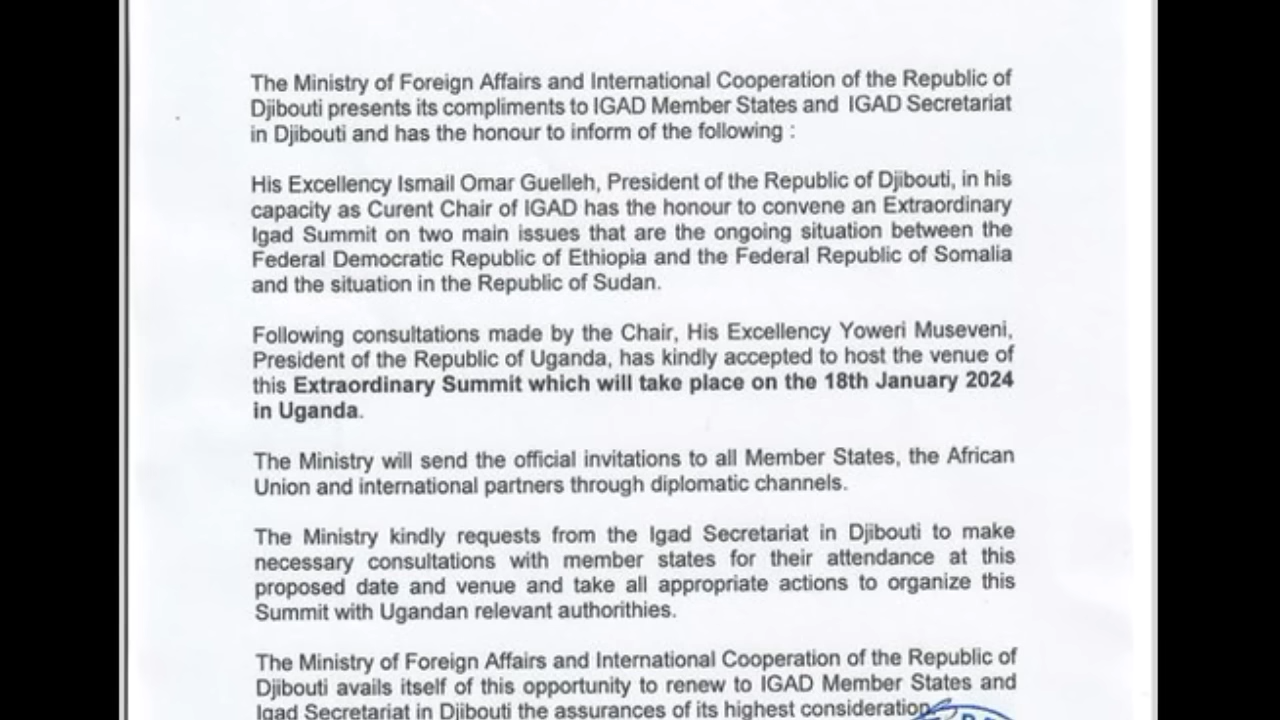 The Ministry of Foreign Affairs and International Cooperation of the Republic of
Djibouti presents its compliments to IGAD Member States and IGAD Secretariat
in Djibouti and has the honour to inform of the following :
His Excellency Ismail Omar Guelleh, President of the Republic of Djibouti, in his
capacity as Curent Chair of IGAD has the honour to convene an Extraordinary
Igad Summit on two main issues that are the ongoing situation between the
Federal Democratic Republic of Ethiopia and the Federal Republic of Somalia
and the situation in the Republic of Sudan.
Following consultations made by the Chair, His Excellency Yoweri Museveni,
President of the Republic of Uganda, has kindly accepted to host the venue of
this Extraordinary Summit which will take place on the 18th January 2024
in Uganda.
The Ministry will send the official invitations to all Member States, the African
Union and international partners through diplomatic channels.
The Ministry kindly requests from the Igad Secretariat in Djibouti to make
necessary consultations with member states for their attendance at this
proposed date and venue and take all appropriate actions to organize this
Summit with Ugandan relevant authorithies.
The Ministry of Foreign Affairs and International Cooperation of the Republic of
Djibouti avails itself of this opportunity to renew to IGAD Member States and
Igad Secretariat in Djibouti the assurances of its highest consideration.